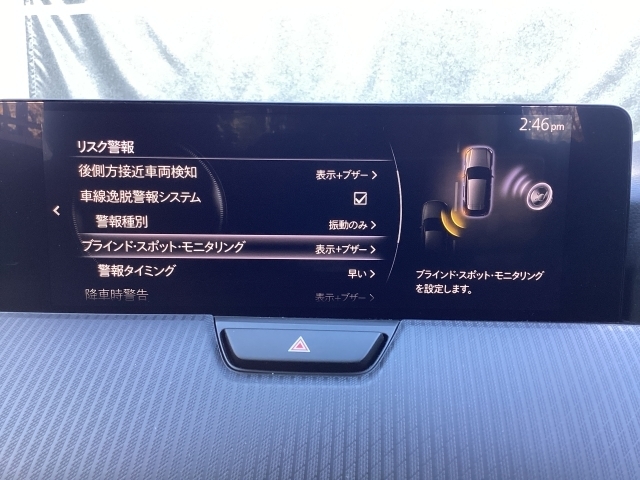 2:46 pm
リスク警報
後側方接近車両検知 表示+ブザー
車線逸脱警報システム
警報種別 振動のみ
ブラインド・スポット・モニタリング 表示+ブザー
警報タイミング 早い
降車時警告 表示+ブザー
ブラインド・スポット・モニタリング
を設定します。